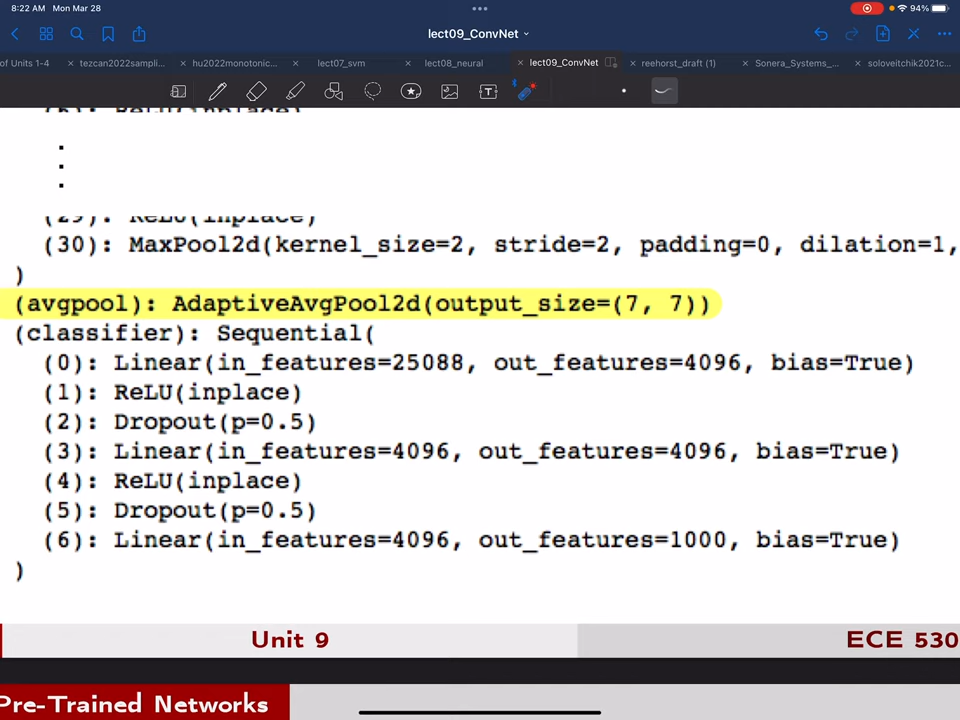 8:22 AM Mon Mar 28
94%
lect09_ConvNet
of Units 1-4
tezcan2022sampli...
hu2022monotonic...
lect07_svm
lect08_neural
lect09_ConvNet
reehorst_draft (1)
Sonera_Systems_...
soloveitchik2021c...
(29): ReLU(inplace)
(30): MaxPool2d(kernel_size=2, stride=2, padding=0, dilation=1,
)
(avgpool): AdaptiveAvgPool2d(output_size=(7, 7))
(classifier): Sequential(
(0): Linear(in_features=25088, out_features=4096, bias=True)
(1): ReLU(inplace)
(2): Dropout(p=0.5)
(3): Linear(in_features=4096, out_features=4096, bias=True)
(4): ReLU(inplace)
(5): Dropout(p=0.5)
(6): Linear(in_features=4096, out_features=1000, bias=True)
)
Unit 9
ECE 530
Pre-Trained Networks